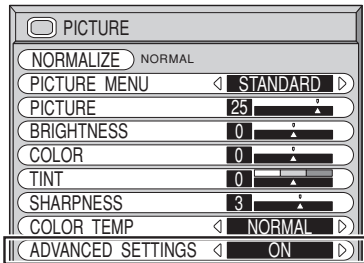 PICTURE
NORMALIZE NORMAL
PICTURE MENU STANDARD
PICTURE 25
BRIGHTNESS 0
COLOR 0
TINT 0
SHARPNESS 3
COLOR TEMP NORMAL
ADVANCED SETTINGS ON